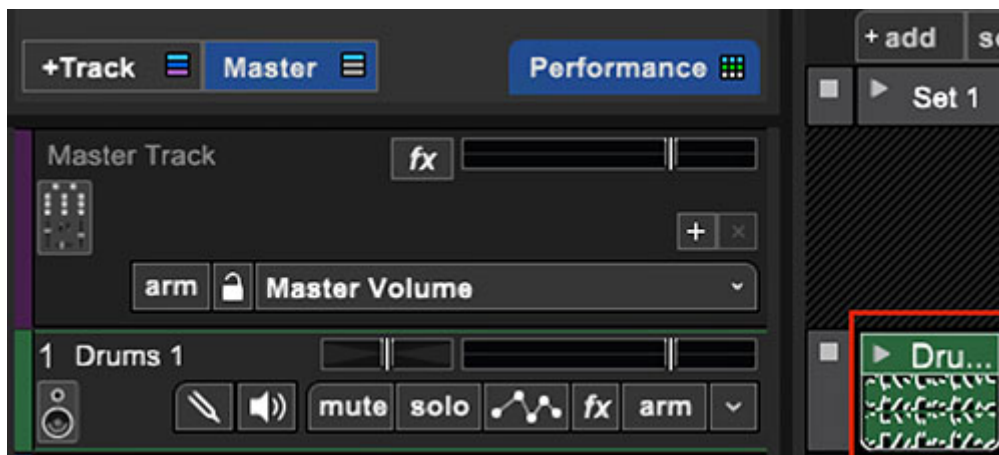 + add
+Track Master Performance
Set 1
Master Track fx
arm Master Volume
1 Drums 1 Dru...
mute solo fx arm